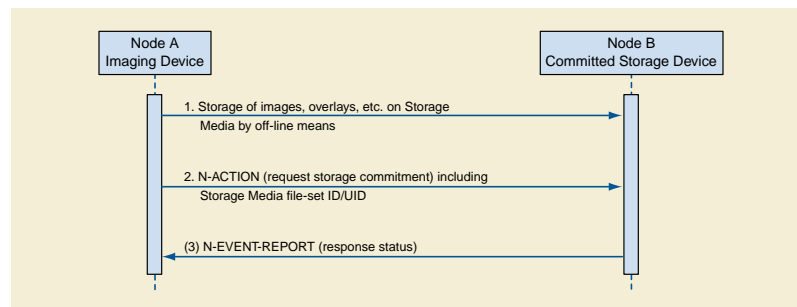 Node A
Imaging Device
Node B
Committed Storage Device
1. Storage of images, overlays, etc. on Storage
Media by off-line means
2. N-ACTION (request storage commitment) including
Storage Media file-set ID/UID
(3) N-EVENT-REPORT (response status)